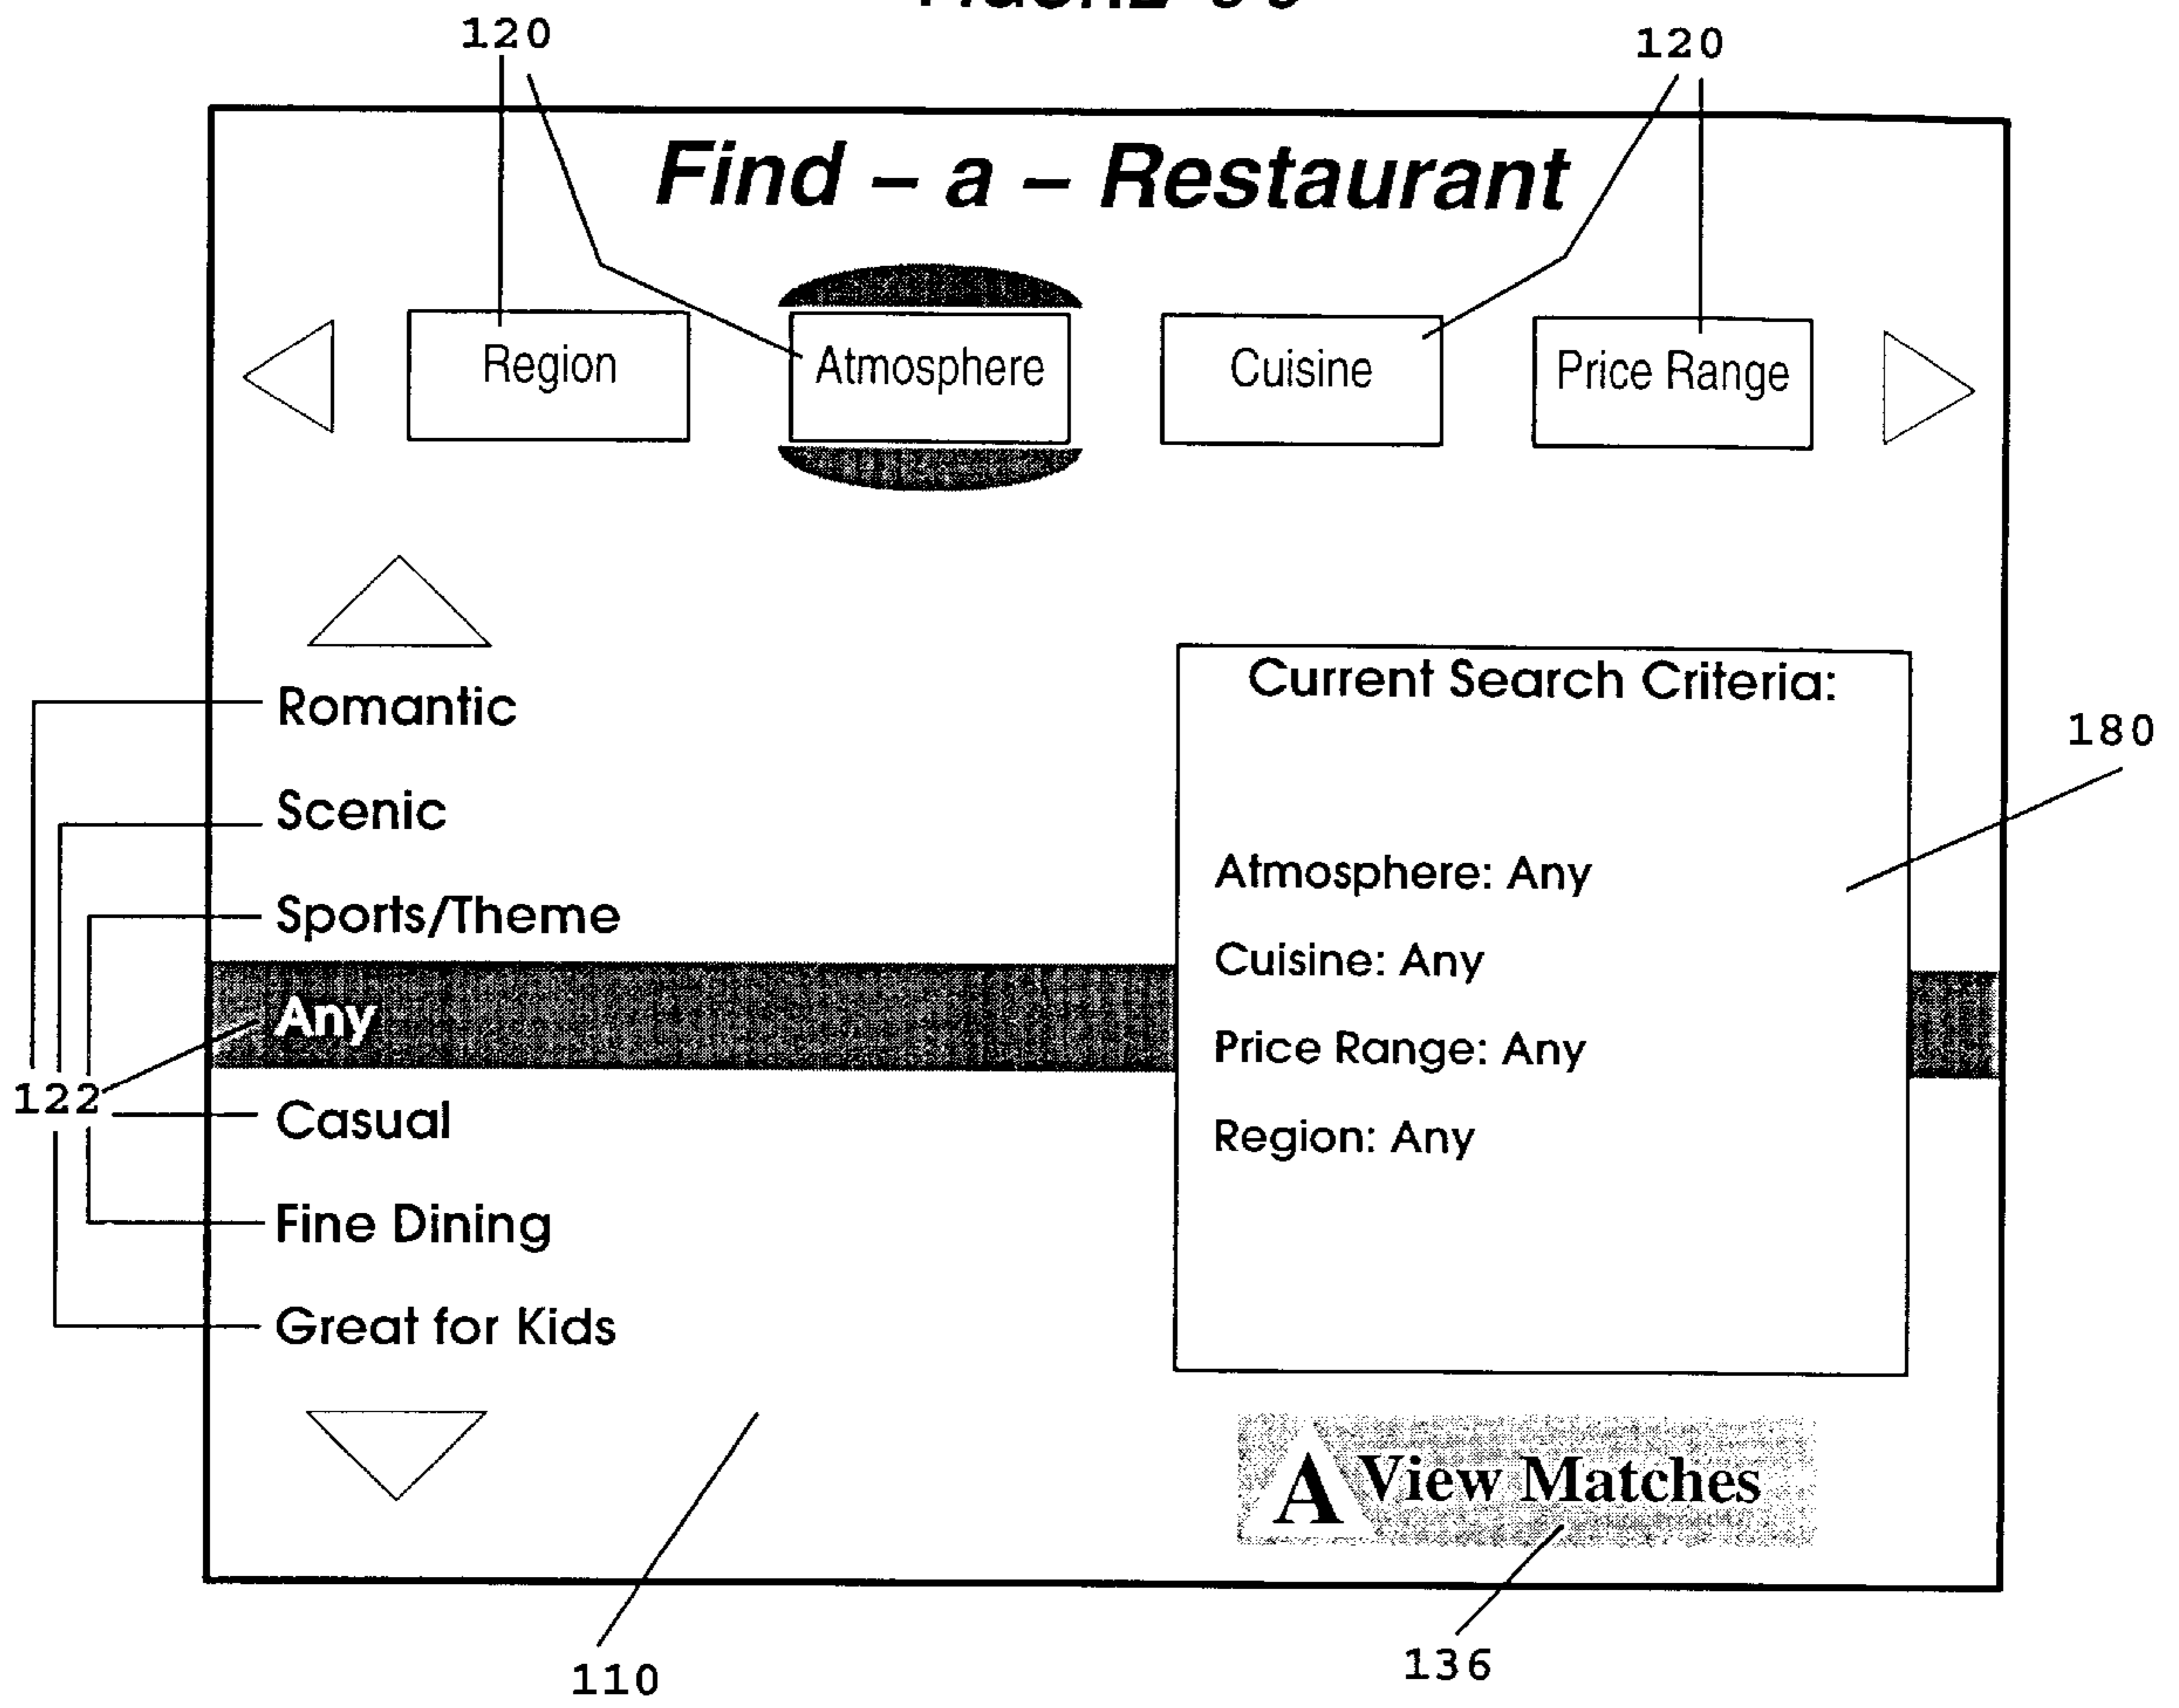 120
120
Find – a – Restaurant
Region
Atmosphere
Cuisine
Price Range
Romantic
Scenic
Sports/Theme
Any
Casual
Fine Dining
Great for Kids
122
Current Search Criteria:
Atmosphere: Any
Cuisine: Any
Price Range: Any
Region: Any
180
A View Matches
110
136